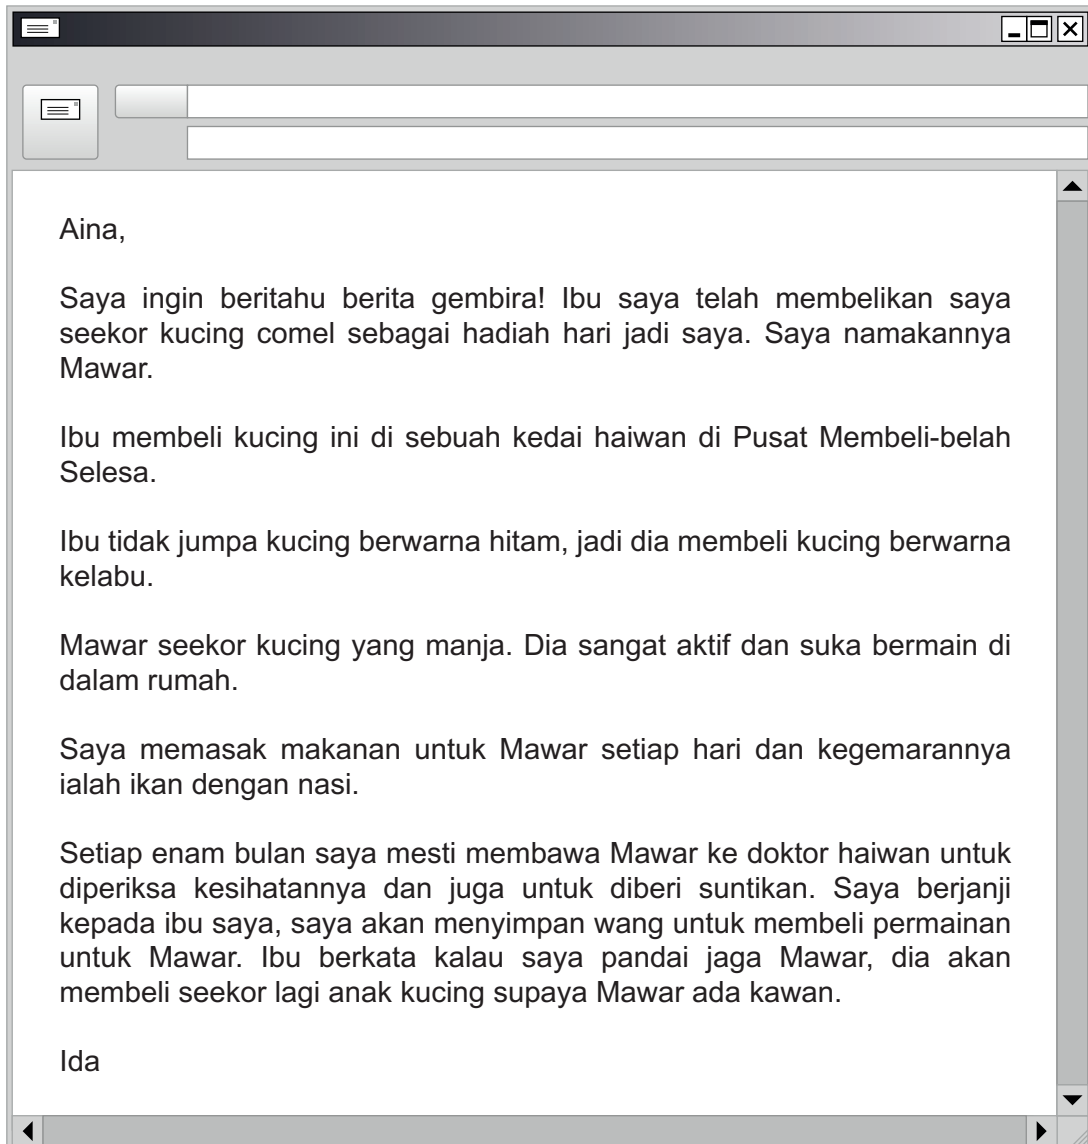 Aina,
Saya ingin beritahu berita gembira! Ibu saya telah membelikan saya
seekor kucing comel sebagai hadiah hari jadi saya. Saya namakannya
Mawar.
Ibu membeli kucing ini di sebuah kedai haiwan di Pusat Membeli-belah
Selesa.
Ibu tidak jumpa kucing berwarna hitam, jadi dia membeli kucing berwarna
kelabu.
Mawar seekor kucing yang manja. Dia sangat aktif dan suka bermain di
dalam rumah.
Saya memasak makanan untuk Mawar setiap hari dan kegemarannya
ialah ikan dengan nasi.
Setiap enam bulan saya mesti membawa Mawar ke doktor haiwan untuk
diperiksa kesihatannya dan juga untuk diberi suntikan. Saya berjanji
kepada ibu saya, saya akan menyimpan wang untuk membeli permainan
untuk Mawar. Ibu berkata kalau saya pandai jaga Mawar, dia akan
membeli seekor lagi anak kucing supaya Mawar ada kawan.
Ida